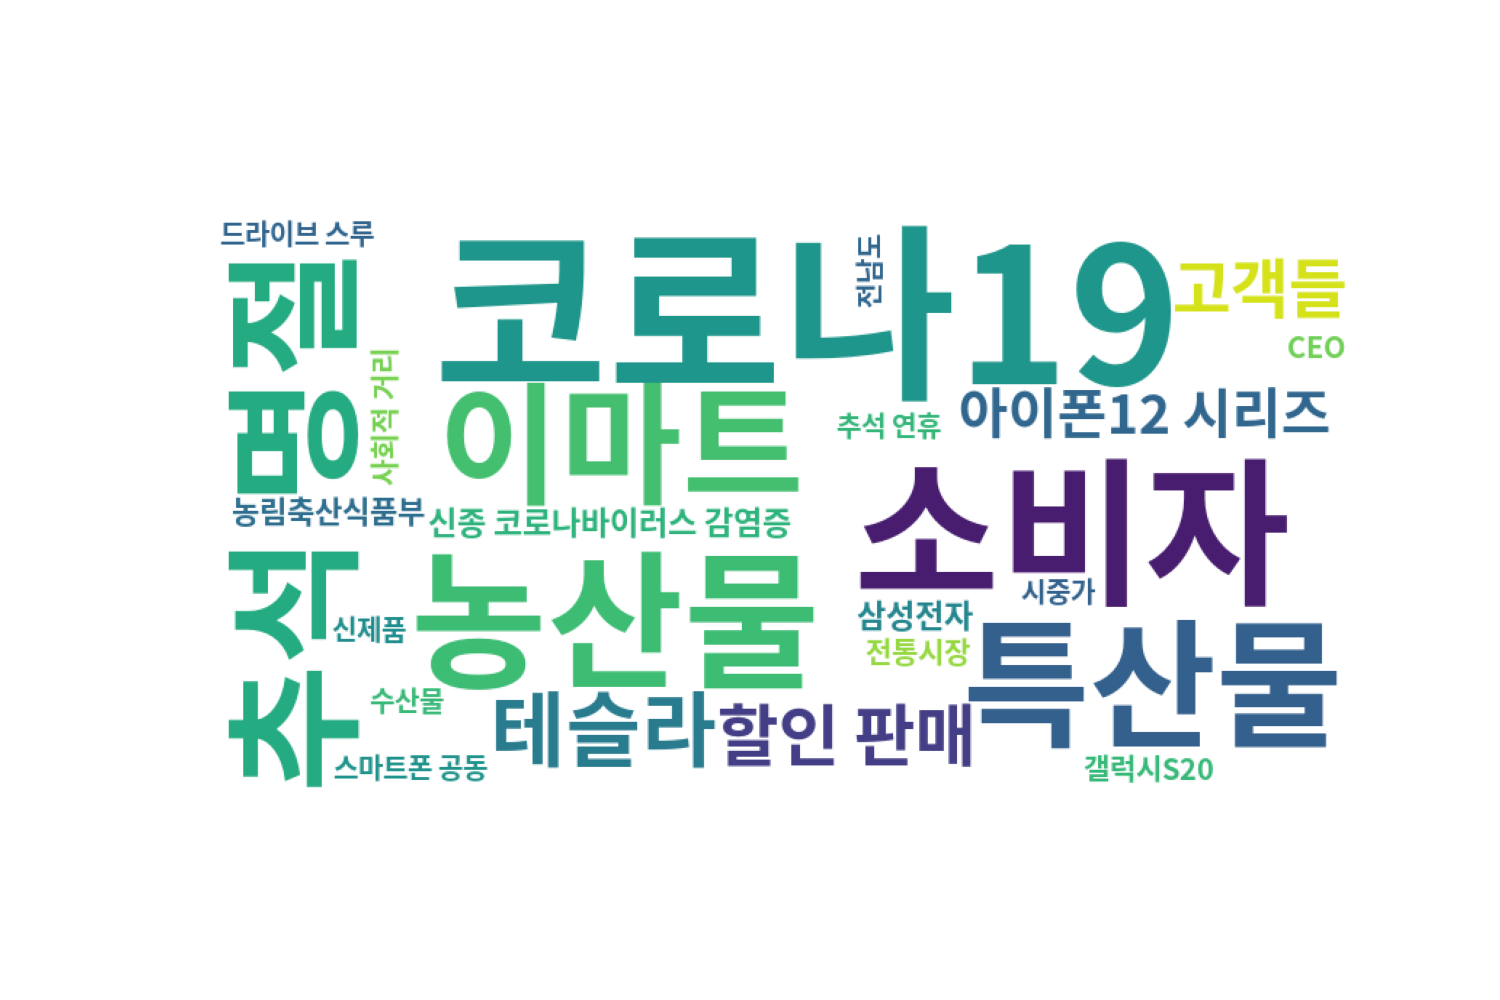 드라이브 스루
코로나19
전남도
고객들
CEO
추석 명절
사회적 거리
이마트
추석 연휴
아이폰12 시리즈
농림축산식품부
신종 코로나바이러스 감염증
소비자
시중가
농산물
신제품
삼성전자
전통시장
특산물
수산물
테슬라
할인 판매
스마트폰 공동
갤럭시S20